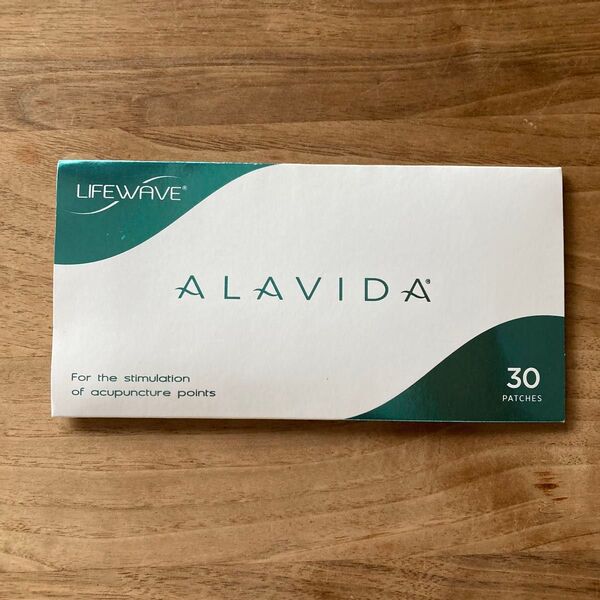 LIFEWAVE®
ALAVIDA®
For the stimulation
of acupuncture points
30
PATCHES